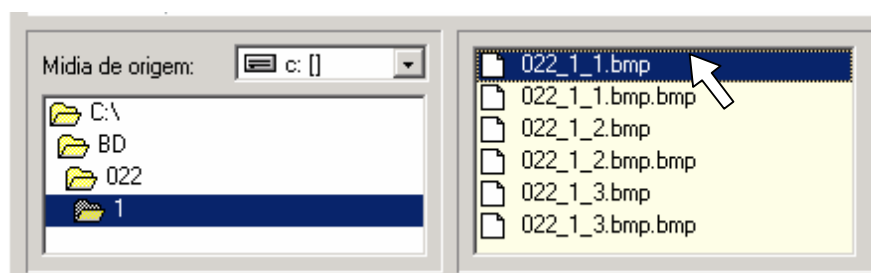 Midia de origem:
c: []
C:\
BD
022
1
022_1_1.bmp
022_1_1.bmp.bmp
022_1_2.bmp
022_1_2.bmp.bmp
022_1_3.bmp
022_1_3.bmp.bmp